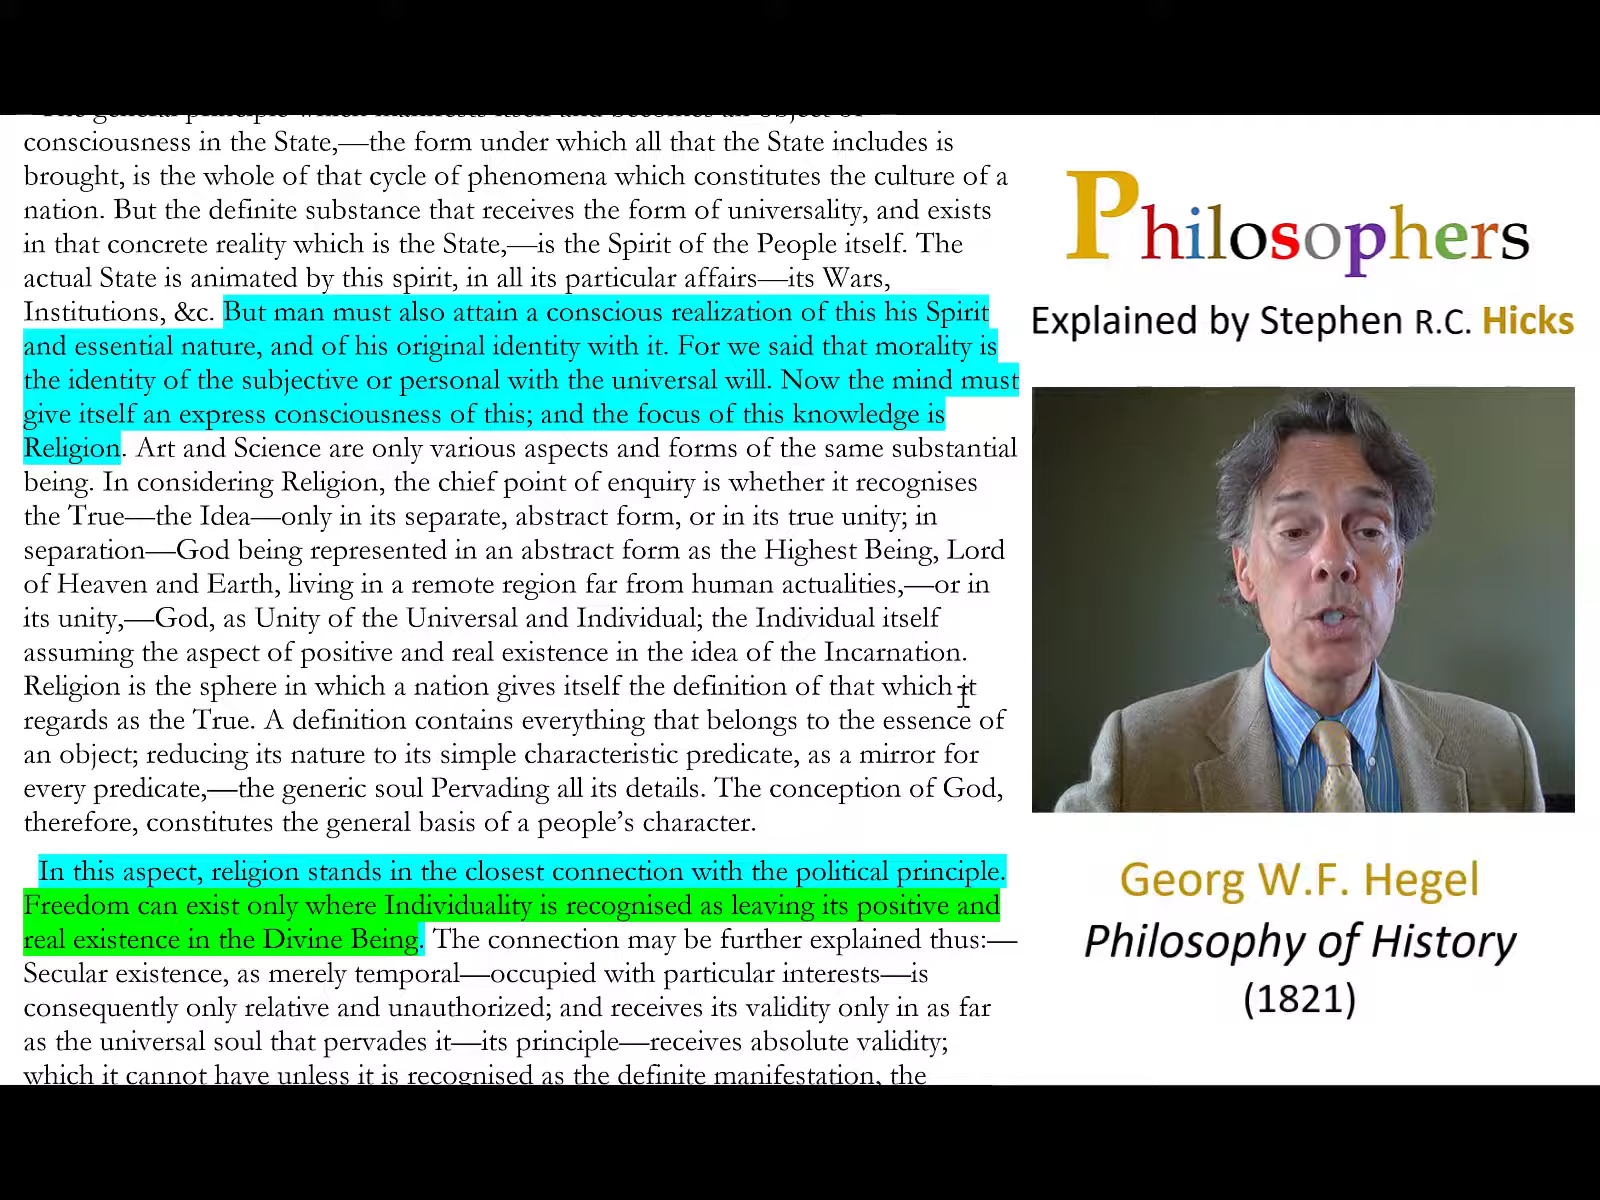 The general principle which manifests itself and becomes an object of
consciousness in the State,—the form under which all that the State includes is
brought, is the whole of that cycle of phenomena which constitutes the culture of a
nation. But the definite substance that receives the form of universality, and exists
in that concrete reality which is the State,—is the Spirit of the People itself. The
actual State is animated by this spirit, in all its particular affairs—its Wars,
Institutions, &c. But man must also attain a conscious realization of this his Spirit
and essential nature, and of his original identity with it. For we said that morality is
the identity of the subjective or personal with the universal will. Now the mind must
give itself an express consciousness of this; and the focus of this knowledge is
Religion. Art and Science are only various aspects and forms of the same substantial
being. In considering Religion, the chief point of enquiry is whether it recognises
the True—the Idea—only in its separate, abstract form, or in its true unity; in
separation—God being represented in an abstract form as the Highest Being, Lord
of Heaven and Earth, living in a remote region far from human actualities,—or in
its unity,—God, as Unity of the Universal and Individual; the Individual itself
assuming the aspect of positive and real existence in the idea of the Incarnation.
Religion is the sphere in which a nation gives itself the definition of that which it
regards as the True. A definition contains everything that belongs to the essence of
an object; reducing its nature to its simple characteristic predicate, as a mirror for
every predicate,—the generic soul Pervading all its details. The conception of God,
therefore, constitutes the general basis of a people's character.
In this aspect, religion stands in the closest connection with the political principle.
Freedom can exist only where Individuality is recognised as leaving its positive and
real existence in the Divine Being. The connection may be further explained thus:—
Secular existence, as merely temporal—occupied with particular interests—is
consequently only relative and unauthorized; and receives its validity only in as far
as the universal soul that pervades it—its principle—receives absolute validity;
which it cannot have unless it is recognised as the definite manifestation, the
Philosophers
Explained by Stephen R.C. Hicks
Georg W.F. Hegel
Philosophy of History
(1821)